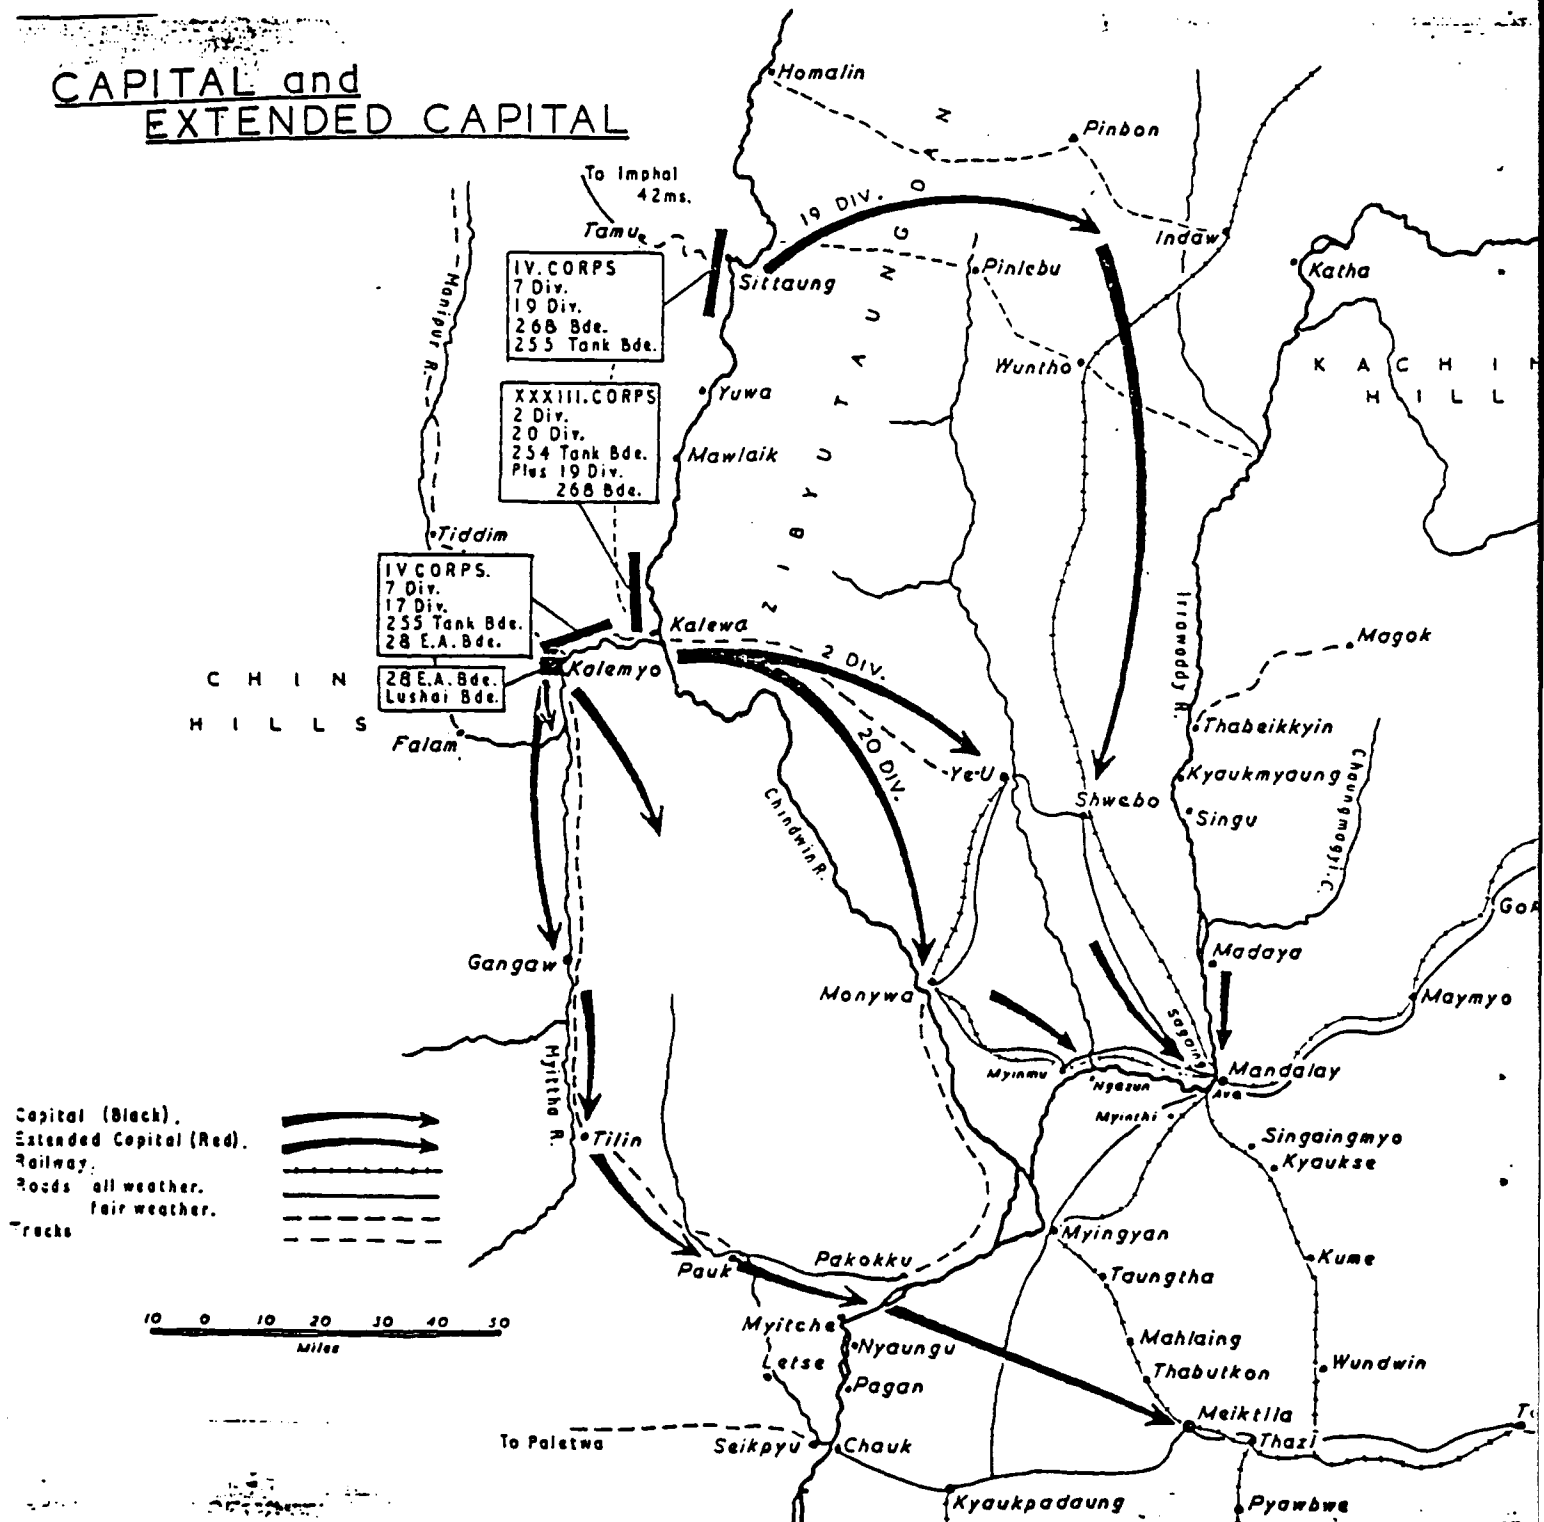 CAPITAL and
EXTENDED CAPITAL
Homalin
Pinbon
To Imphal
42ms.
Tamu
19 DIV.
Indaw
Katha
Sittaung
Pinlebu
IV. CORPS
7 Div.
19 Div.
268 Bde.
255 Tank Bde.
Manipur R.
ZIBYU TAUNG DAN
Wuntho
KACHIN
HILL
Yuwa
XXXIII. CORPS
2 Div.
20 Div.
254 Tank Bde.
Plus 19 Div.
268 Bde.
Mawlaik
Tiddim
IV CORPS.
7 Div.
17 Div.
255 Tank Bde.
28 E.A. Bde.
Kalewa
Irrawaddy R.
Magok
2 DIV.
Kalemyo
28 E.A. Bde.
Lushai Bde.
CHIN
HILLS
Falam
20 DIV.
Thabeikkyin
Ye-U
Kyaukmyaung
Chaungmagyi. C.
Shwebo
Singu
Chindwin R.
Gangaw
Madaya
Monywa
Maymyo
Sagaing
Myinmu
Ngazun
Mandalay
Ava
Myittha R.
Myinthi
Capital (Black).
Extended Capital (Red).
Railway.
Roads all weather.
fair weather.
Tracks
Tilin
Singaingmyo
Kyaukse
Myingyan
Pauk
Pakokku
Kume
Taungtha
10 0 10 20 30 40 50
Miles
Myitche
Nyaungu
Mahlaing
Letse
Thabutkon
Wundwin
Pagan
Meiktila
To Paletwa
Seikpyu
Chauk
Thazi
Kyaukpadaung
Pyawbwe